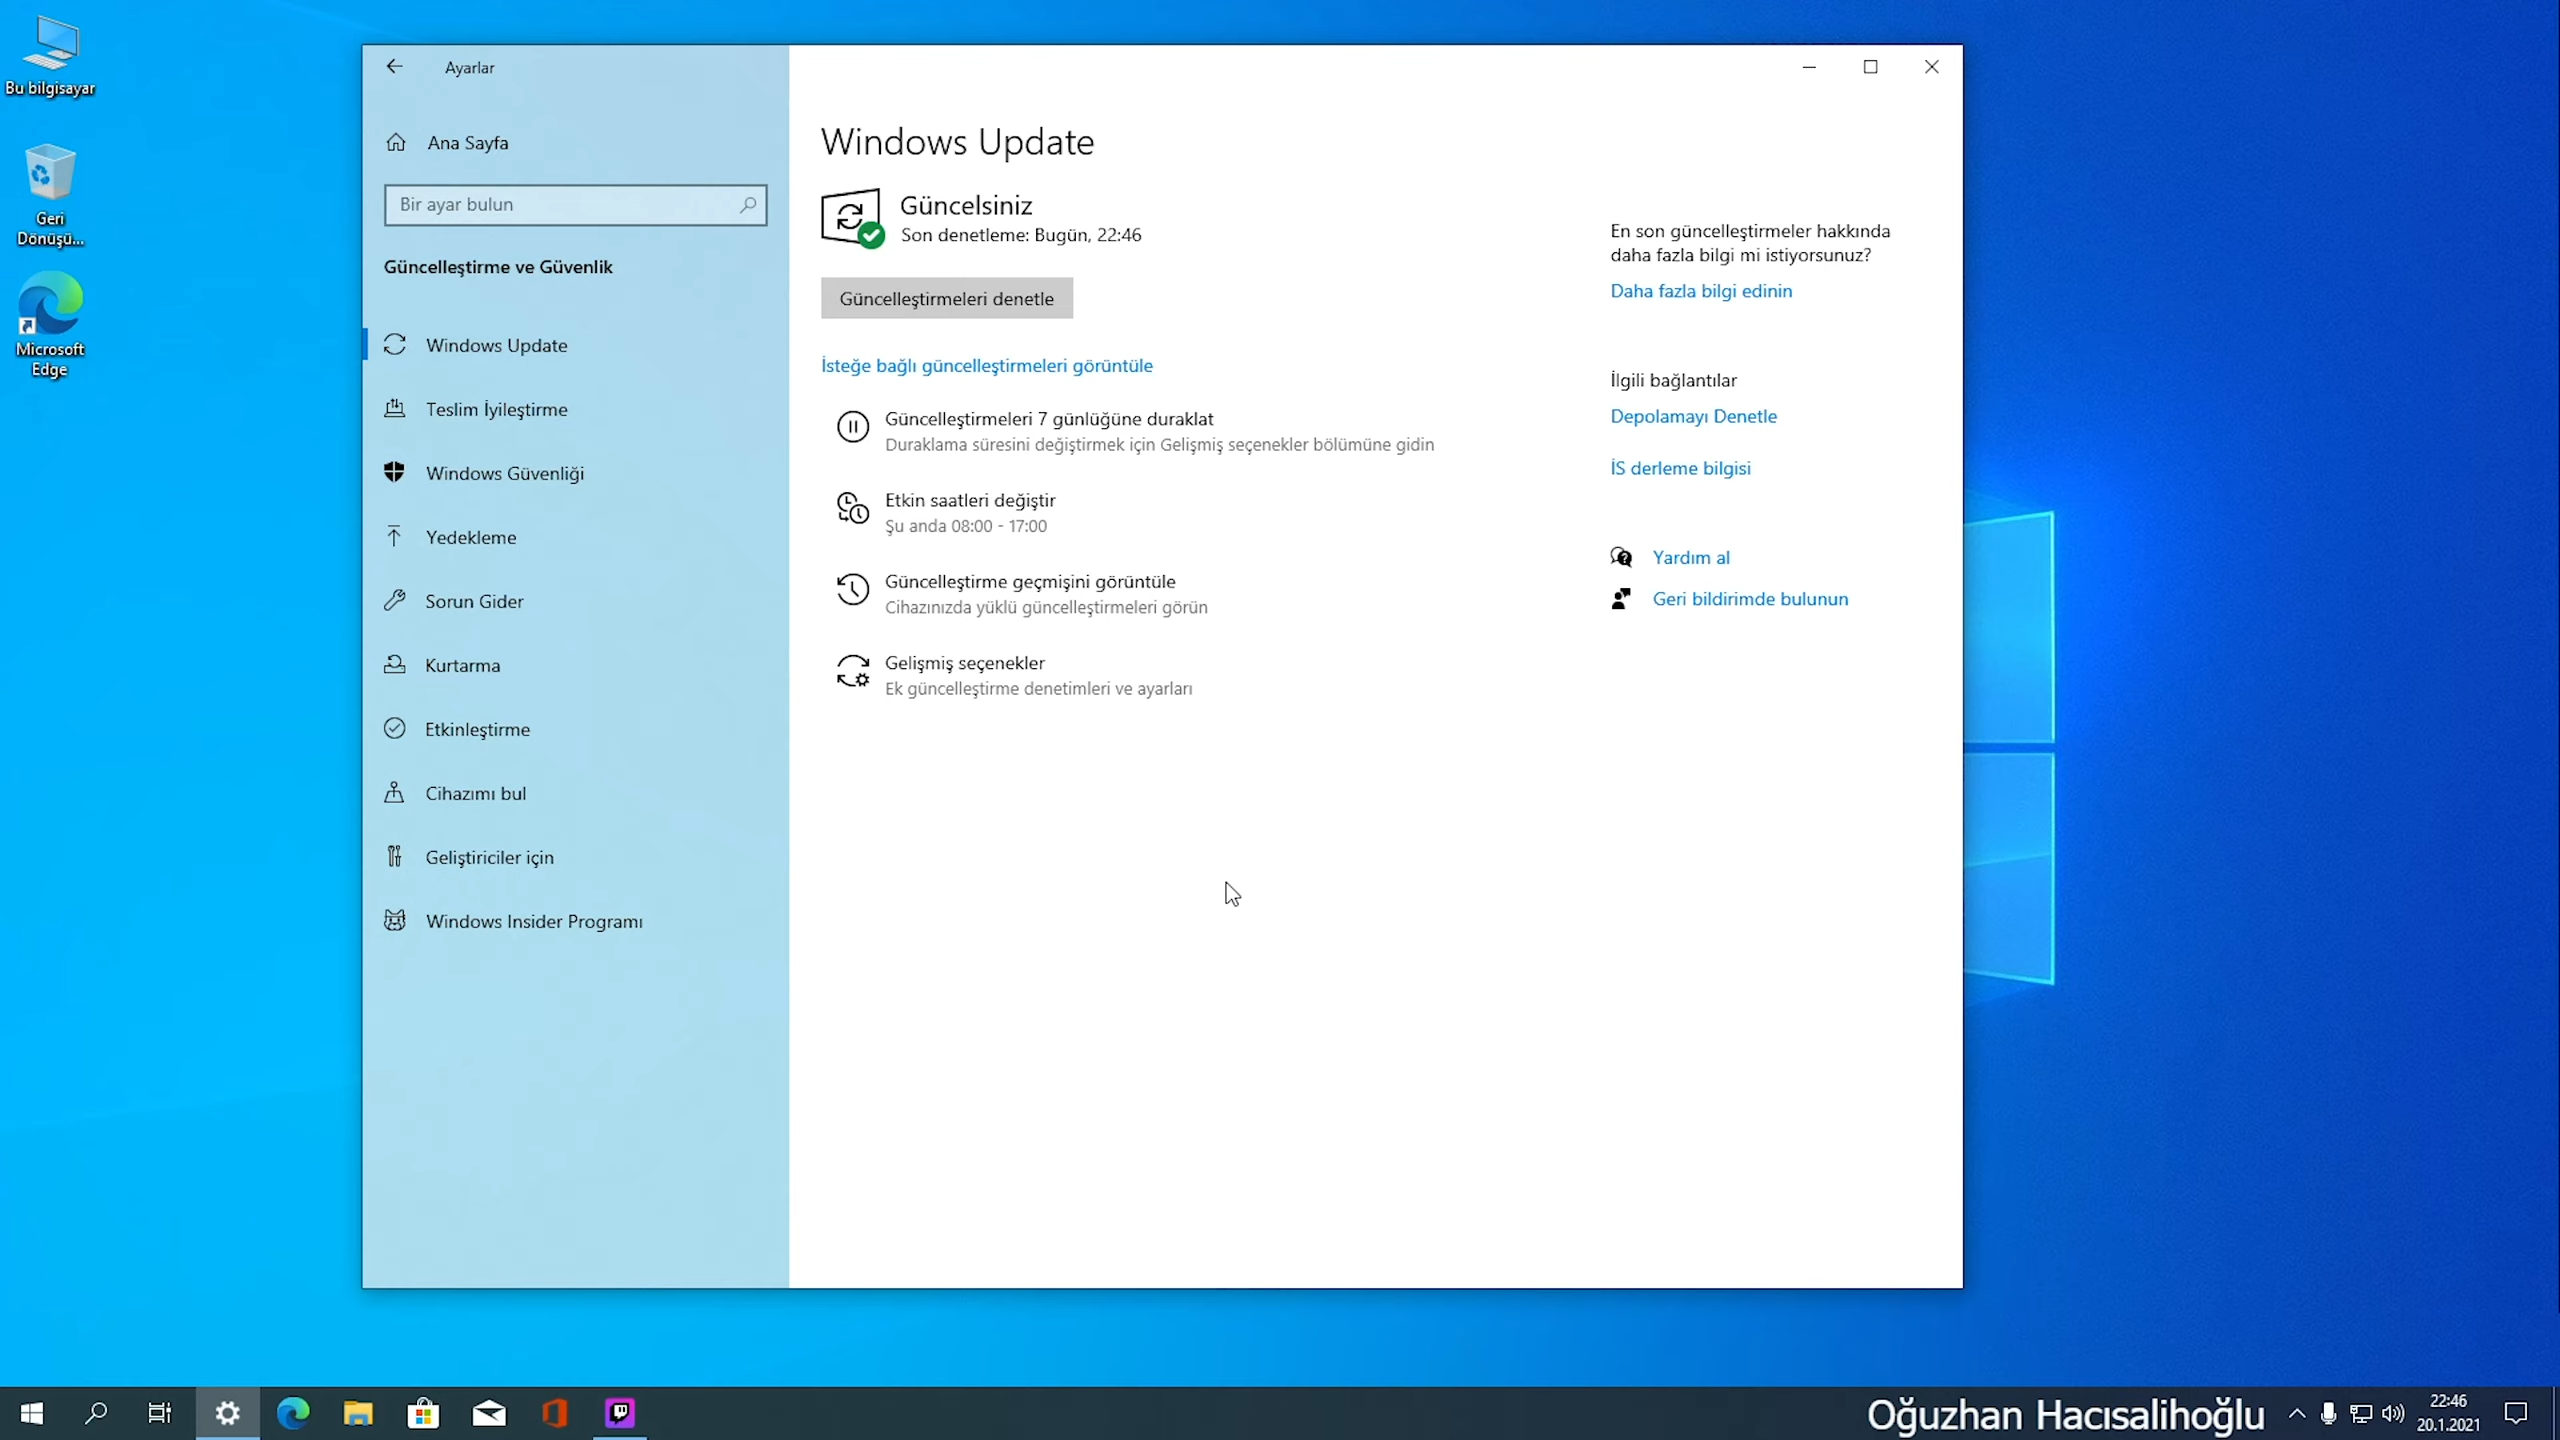 Bu bilgisayar
Geri
Dönüşü...
Microsoft
Edge
Ayarlar
Ana Sayfa
Bir ayar bulun
Güncelleştirme ve Güvenlik
Windows Update
Teslim İyileştirme
Windows Güvenliği
Yedekleme
Sorun Gider
Kurtarma
Etkinleştirme
Cihazımı bul
Geliştiriciler için
Windows Insider Programı
Windows Update
Güncelsiniz
Son denetleme: Bugün, 22:46
Güncelleştirmeleri denetle
İsteğe bağlı güncelleştirmeleri görüntüle
Güncelleştirmeleri 7 günlüğüne duraklat
Duraklama süresini değiştirmek için Gelişmiş seçenekler bölümüne gidin
Etkin saatleri değiştir
Şu anda 08:00 - 17:00
Güncelleştirme geçmişini görüntüle
Cihazınızda yüklü güncelleştirmeleri görün
Gelişmiş seçenekler
Ek güncelleştirme denetimleri ve ayarları
En son güncelleştirmeler hakkında
daha fazla bilgi mi istiyorsunuz?
Daha fazla bilgi edinin
İlgili bağlantılar
Depolamayı Denetle
İS derleme bilgisi
Yardım al
Geri bildirimde bulunun
Oğuzhan Hacısalihoğlu
22:46
20.1.2021